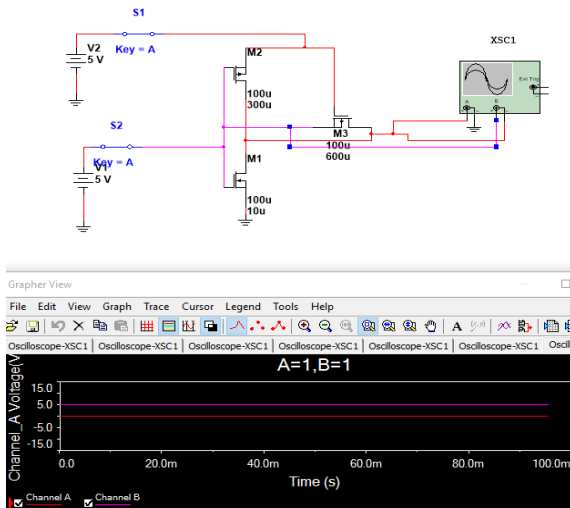 S1
XSC1
V2
5 V
Key = A
M2
Ext Trig
A
B
100u
300u
S2
M3
100u
600u
Key = A
V1
5 V
M1
100u
10u
Grapher View
File Edit View Graph Trace Cursor Legend Tools Help
Oscilloscope-XSC1 Oscilloscope-XSC1 Oscilloscope-XSC1 Oscilloscope-XSC1 Oscilloscope-XSC1 Oscilloscope-XSC1 Oscill
A=1,B=1
Channel_A Voltage(V
15.0
5.0
-5.0
-15.0
0.0 20.0m 40.0m 60.0m 80.0m 100.0m
Time (s)
Channel A Channel B